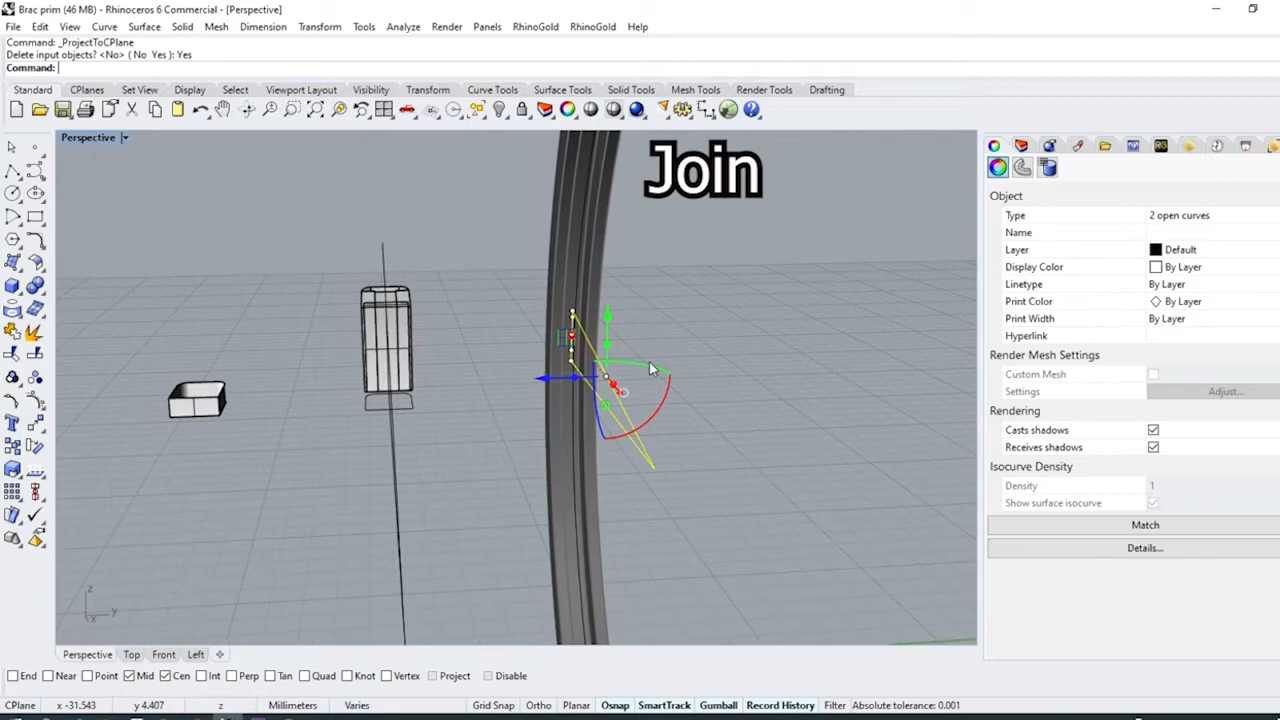 Brac prim (46 MB) - Rhinoceros 6 Commercial - [Perspective]
File Edit View Curve Surface Solid Mesh Dimension Transform Tools Analyze Render Panels RhinoGold RhinoGold Help
Command: _ProjectToCPlane
Delete input objects? <No> ( No Yes ): Yes
Command:
Standard CPlanes Set View Display Select Viewport Layout Visibility Transform Curve Tools Surface Tools Solid Tools Mesh Tools Render Tools Drafting
Perspective
Join
Object
Type 2 open curves
Name
Layer Default
Display Color By Layer
Linetype By Layer
Print Color By Layer
Print Width By Layer
Hyperlink
Render Mesh Settings
Custom Mesh
Settings Adjust...
Rendering
Casts shadows
Receives shadows
Isocurve Density
Density 1
Show surface isocurve
Match
Details...
z
y
x
Perspective Top Front Left
End Near Point Mid Cen Int Perp Tan Quad Knot Vertex Project Disable
CPlane x -31.543 y 4.407 z Millimeters Varies Grid Snap Ortho Planar Osnap SmartTrack Gumball Record History Filter Absolute tolerance: 0.001